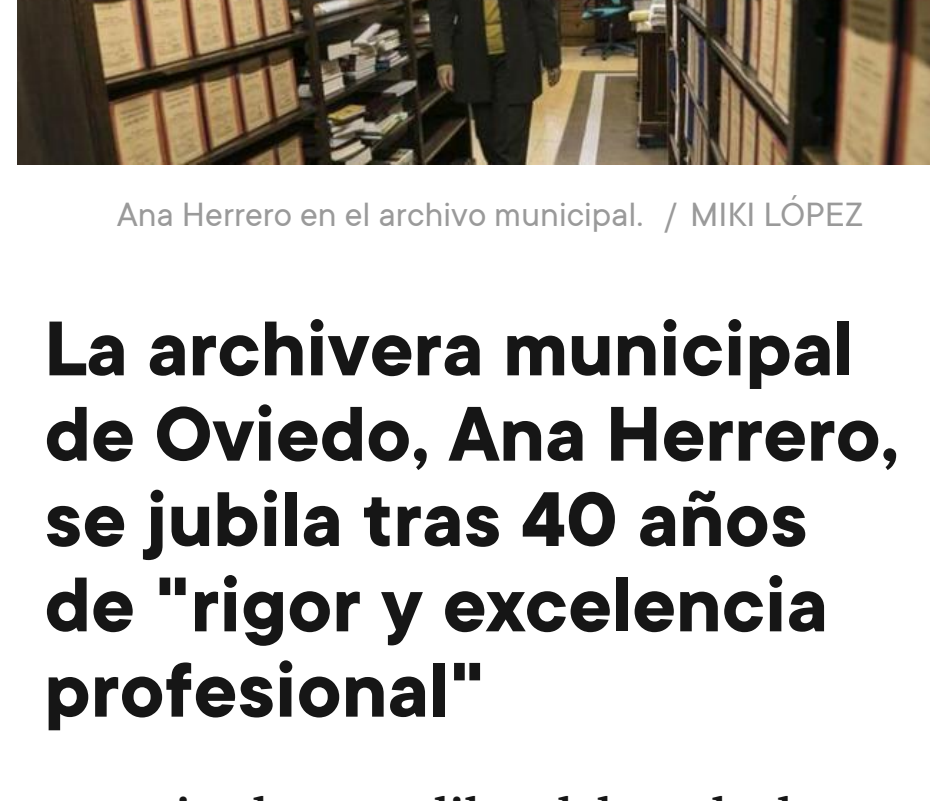 Ana Herrero en el archivo municipal. / MIKI LÓPEZ
La archivera municipal
de Oviedo, Ana Herrero,
se jubila tras 40 años
de "rigor y excelencia
profesional"